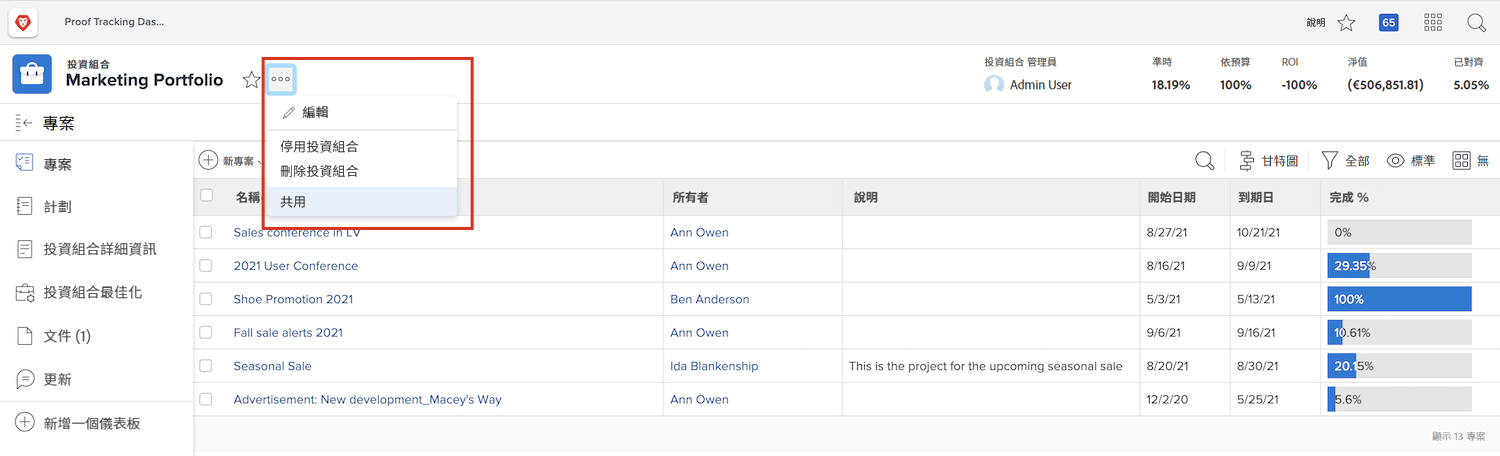 Proof Tracking Das...
說明
65
投資組合
Marketing Portfolio
投資組合 管理員
Admin User
準時
18.19%
依預算
100%
ROI
-100%
淨值
(€506,851.81)
已對齊
5.05%
編輯
停用投資組合
刪除投資組合
共用
專案
專案
計劃
投資組合詳細資訊
投資組合最佳化
文件 (1)
更新
新增一個儀表板
新專案
甘特圖
全部
標準
無
名稱 所有者 說明 開始日期 到期日 完成 %
Sales conference in LV Ann Owen 8/27/21 10/21/21 0%
2021 User Conference Ann Owen 8/16/21 9/9/21 29.35%
Shoe Promotion 2021 Ben Anderson 5/3/21 5/13/21 100%
Fall sale alerts 2021 Ann Owen 9/6/21 9/16/21 10.61%
Seasonal Sale Ida Blankenship This is the project for the upcoming seasonal sale 8/20/21 8/30/21 20.15%
Advertisement: New development_Macey's Way Ann Owen 12/2/20 5/25/21 5.6%
顯示 13 專案